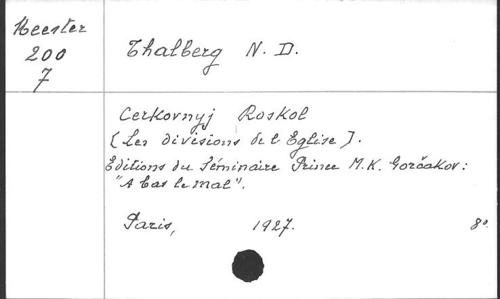 Heester
200
7
Thalberg N. D.
Cerkovnyj Roskol
(Les divisions de l Eglise).
Editions du Séminaire Prince M.K. Gorčakov:
"A bas le mal".
Paris, 1927. 8°